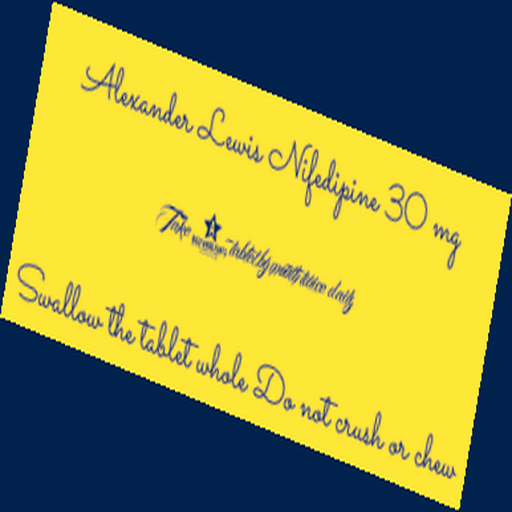 Alexander Lewis Nifedipine 30 mg
Take tablet by mouth twice daily
Swallow the tablet whole Do not crush or chew